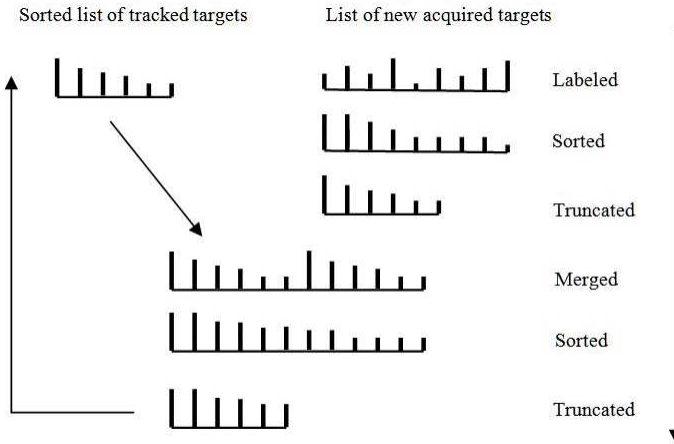 Sorted list of tracked targets
List of new acquired targets
Labeled
Sorted
Truncated
Merged
Sorted
Truncated